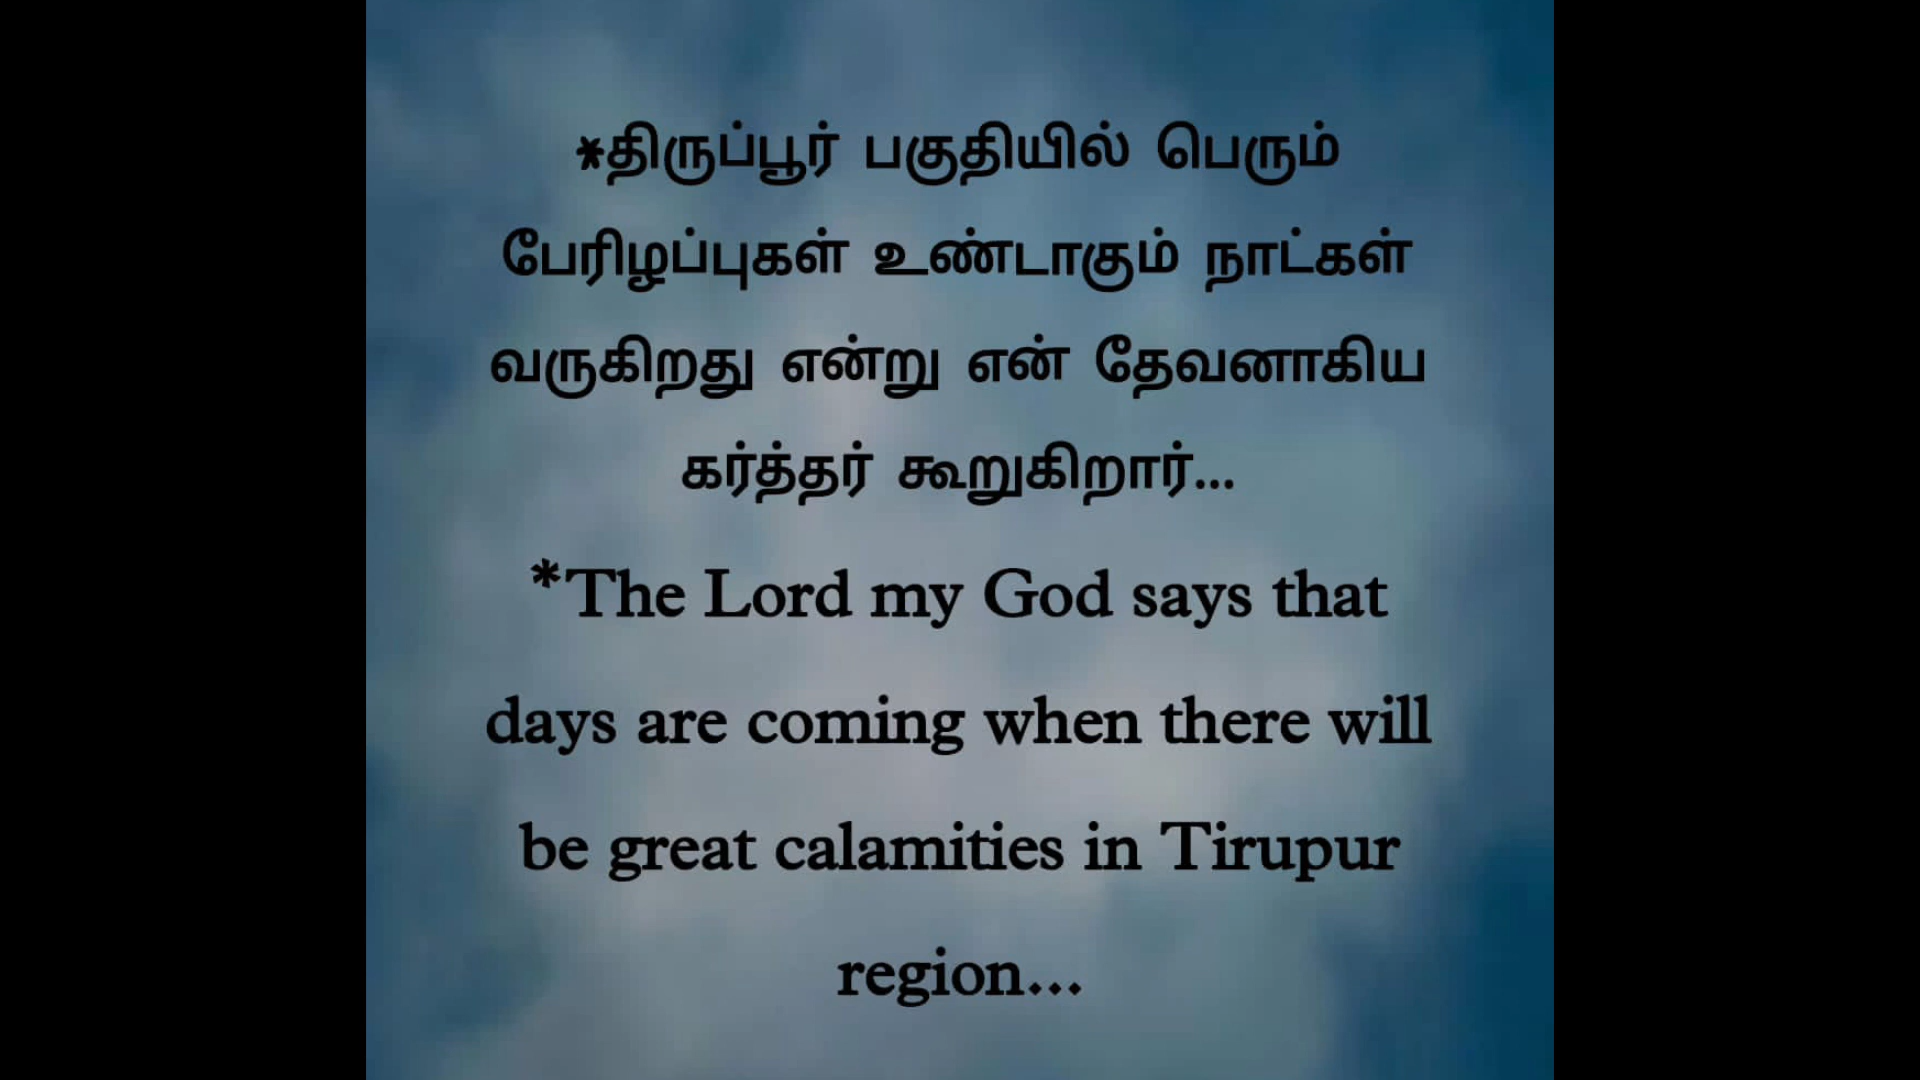 *திருப்பூர் பகுதியில் பெரும்
பேரிழப்புகள் உண்டாகும் நாட்கள்
வருகிறது என்று என் தேவனாகிய
கர்த்தர் கூறுகிறார்...
*The Lord my God says that
days are coming when there will
be great calamities in Tirupur
region...